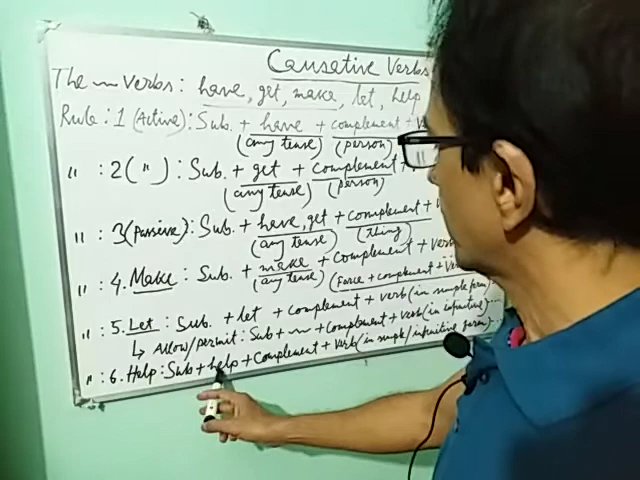 Causative Verbs
The ~ verbs: have, get, make, let, help
Rule: 1 (Active): Sub. + have + complement +
(any tense) (person)
" : 2 ( " ) : Sub. + get + complement +
(any tense) (person)
" : 3 (Passive): Sub. + have, get + complement +
(any tense) (thing)
" : 4. Make: Sub. + make + complement + verb
(any tense) (Force + complement + Ver
" : 5. Let : Sub. + let + complement + verb (in simple form)
↳ Allow/permit: Sub + ~ + complement + verb (in infinitive)...
" : 6. Help: Sub + help + Complement + verb (in simple/infinitive form)...